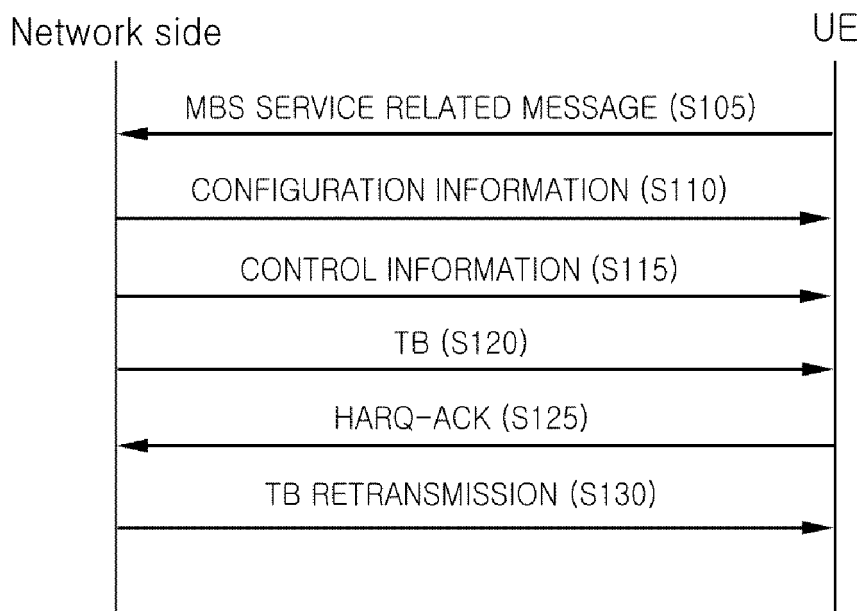 Network side
UE
MBS SERVICE RELATED MESSAGE (S105)
CONFIGURATION INFORMATION (S110)
CONTROL INFORMATION (S115)
TB (S120)
HARQ-ACK (S125)
TB RETRANSMISSION (S130)